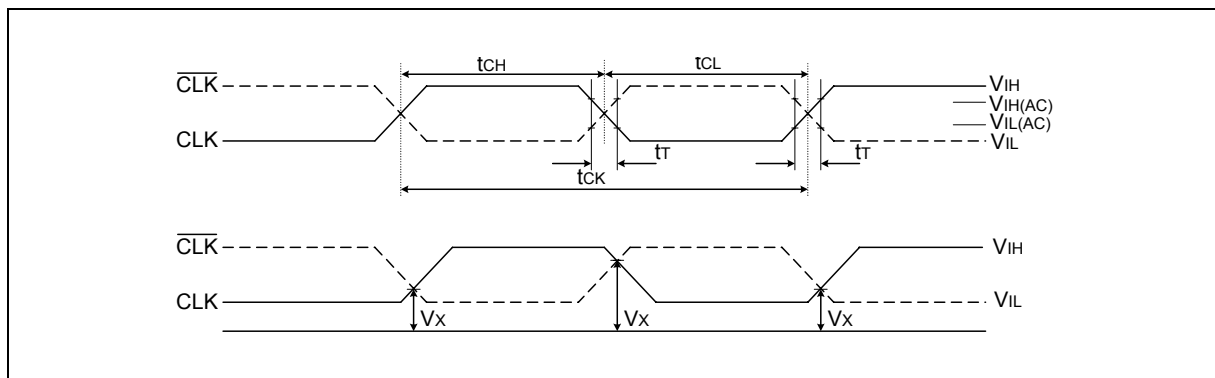 tCH tCL
CLK VIH
VIH(AC)
VIL(AC)
CLK VIL
tT tT
tCK
CLK VIH
CLK VIL
VX VX VX